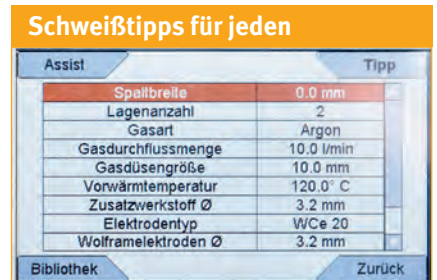 Schweißtipps für jeden
Assist Tipp
Spaltbreite 0.0 mm
Lagenanzahl 2
Gasart Argon
Gasdurchflussmenge 10.0 l/min
Gasdüsengröße 10.0 mm
Vorwärmtemperatur 120.0° C
Zusatzwerkstoff Ø 3.2 mm
Elektrodentyp WCe 20
Wolframelektroden Ø 3.2 mm
Bibliothek Zurück